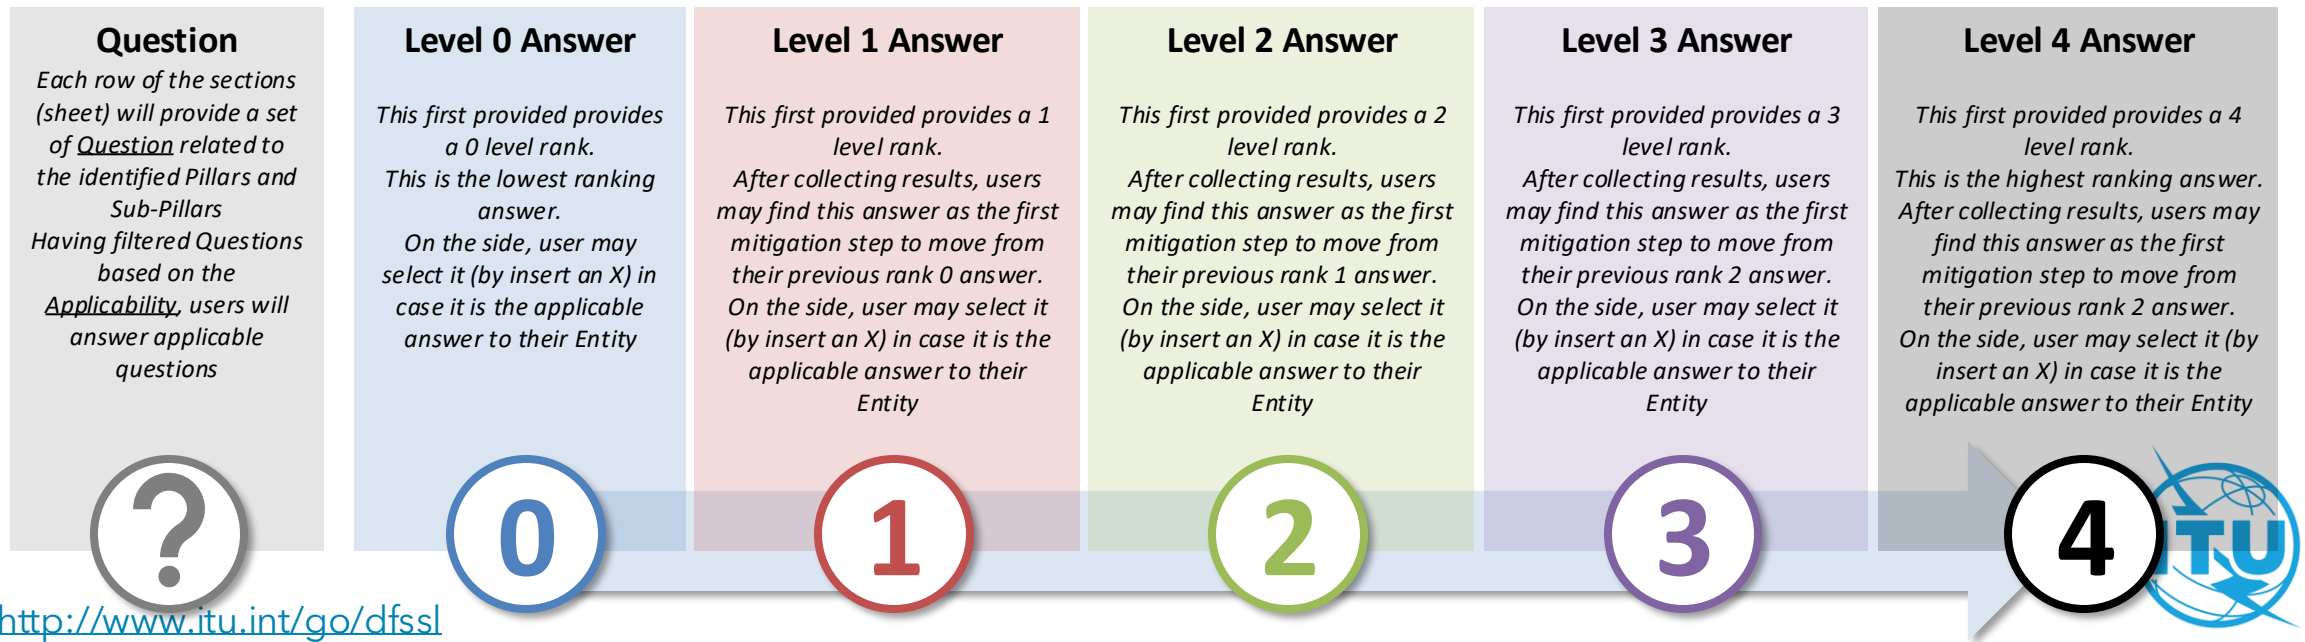 Question
Each row of the sections
(sheet) will provide a set
of Question related to
the identified Pillars and
Sub-Pillars
Having filtered Questions
based on the
Applicability, users will
answer applicable
questions
?
Level 0 Answer
This first provided provides
a 0 level rank.
This is the lowest ranking
answer.
On the side, user may
select it (by insert an X) in
case it is the applicable
answer to their Entity
0
Level 1 Answer
This first provided provides a 1
level rank.
After collecting results, users
may find this answer as the first
mitigation step to move from
their previous rank 0 answer.
On the side, user may select it
(by insert an X) in case it is the
applicable answer to their
Entity
1
Level 2 Answer
This first provided provides a 2
level rank.
After collecting results, users
may find this answer as the first
mitigation step to move from
their previous rank 1 answer.
On the side, user may select it
(by insert an X) in case it is the
applicable answer to their
Entity
2
Level 3 Answer
This first provided provides a 3
level rank.
After collecting results, users
may find this answer as the first
mitigation step to move from
their previous rank 2 answer.
On the side, user may select it
(by insert an X) in case it is the
applicable answer to their
Entity
3
Level 4 Answer
This first provided provides a 4
level rank.
This is the highest ranking answer.
After collecting results, users may
find this answer as the first
mitigation step to move from
their previous rank 2 answer.
On the side, user may select it (by
insert an X) in case it is the
applicable answer to their Entity
4
ITU
http://www.itu.int/go/dfssl